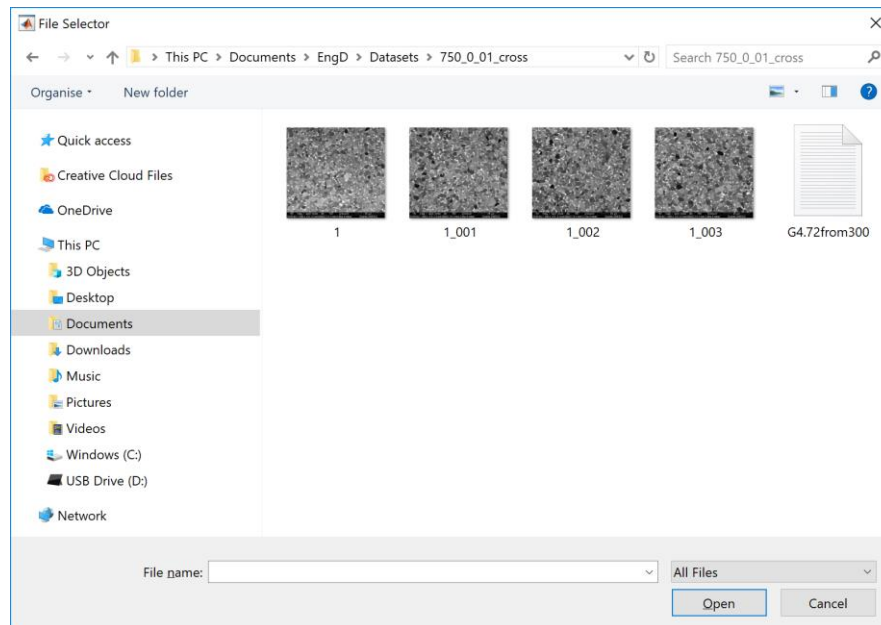 File Selector
This PC > Documents > EngD > Datasets > 750_0_01_cross
Search 750_0_01_cross
Organise
New folder
Quick access
Creative Cloud Files
OneDrive
This PC
3D Objects
Desktop
Documents
Downloads
Music
Pictures
Videos
Windows (C:)
USB Drive (D:)
Network
1
1_001
1_002
1_003
G4.72from300
File name:
All Files
Open
Cancel